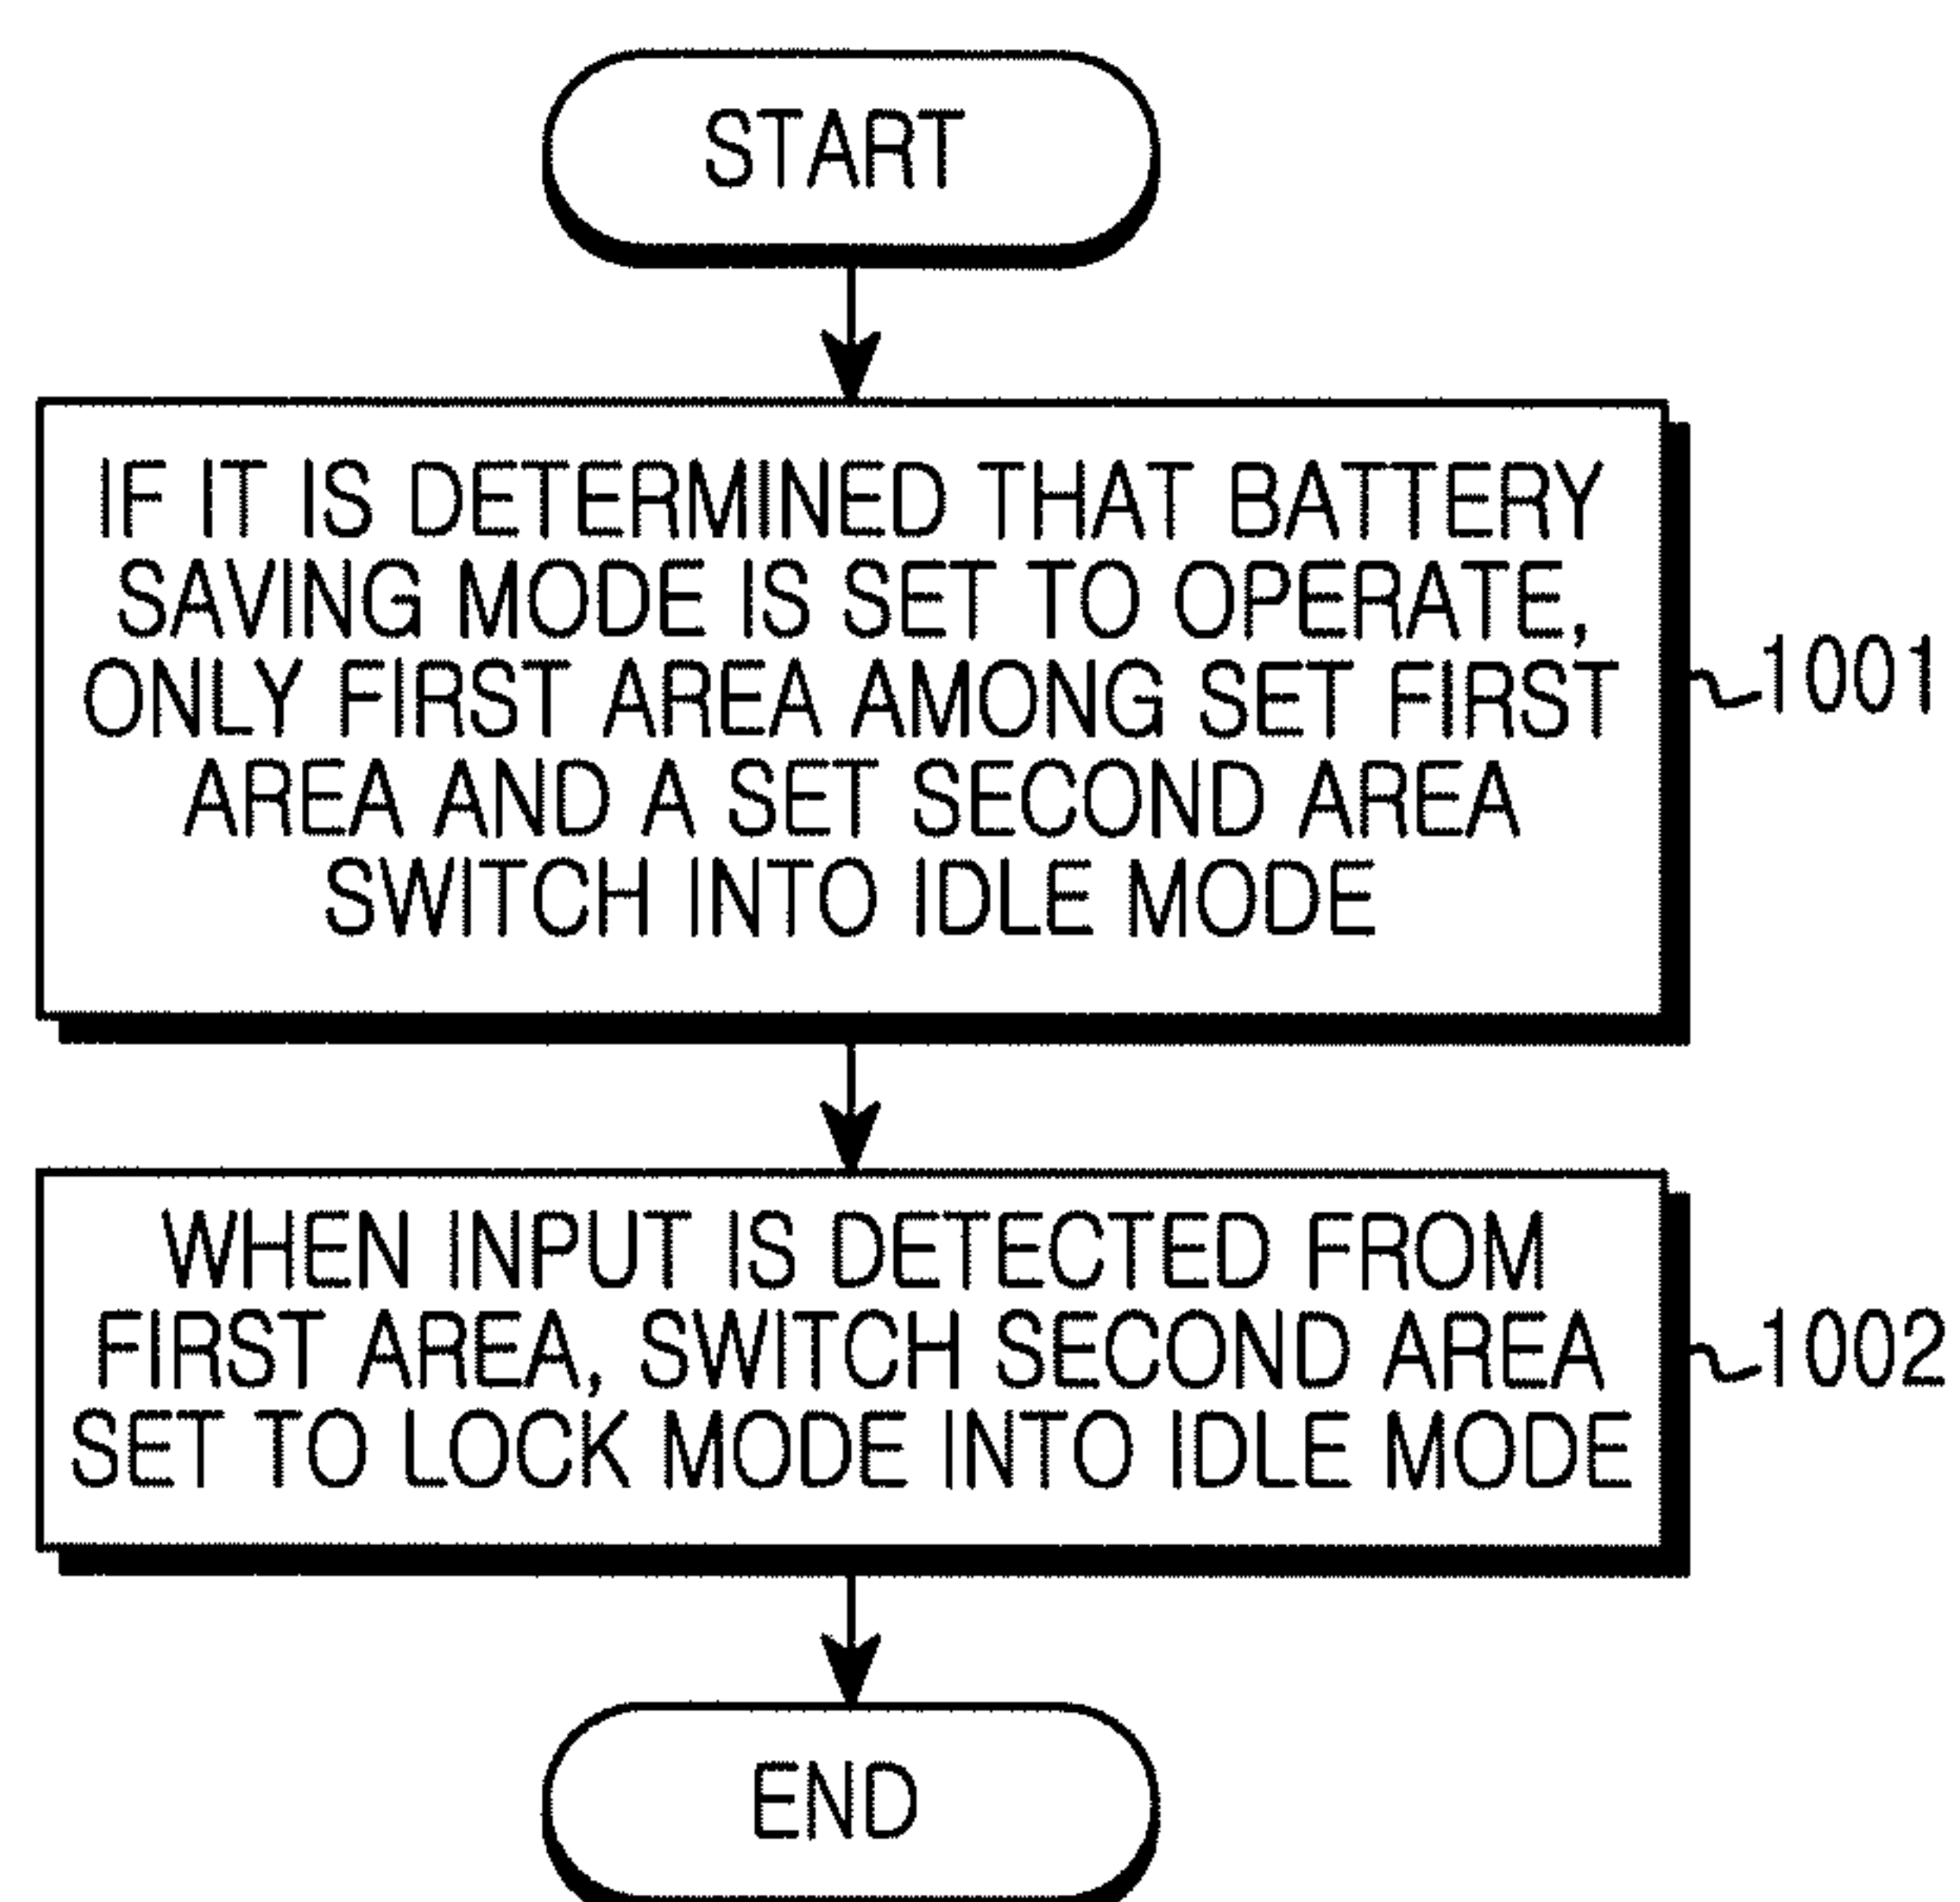 START
IF IT IS DETERMINED THAT BATTERY
SAVING MODE IS SET TO OPERATE,
ONLY FIRST AREA AMONG SET FIRST
AREA AND A SET SECOND AREA
SWITCH INTO IDLE MODE
1001
WHEN INPUT IS DETECTED FROM
FIRST AREA, SWITCH SECOND AREA
SET TO LOCK MODE INTO IDLE MODE
1002
END